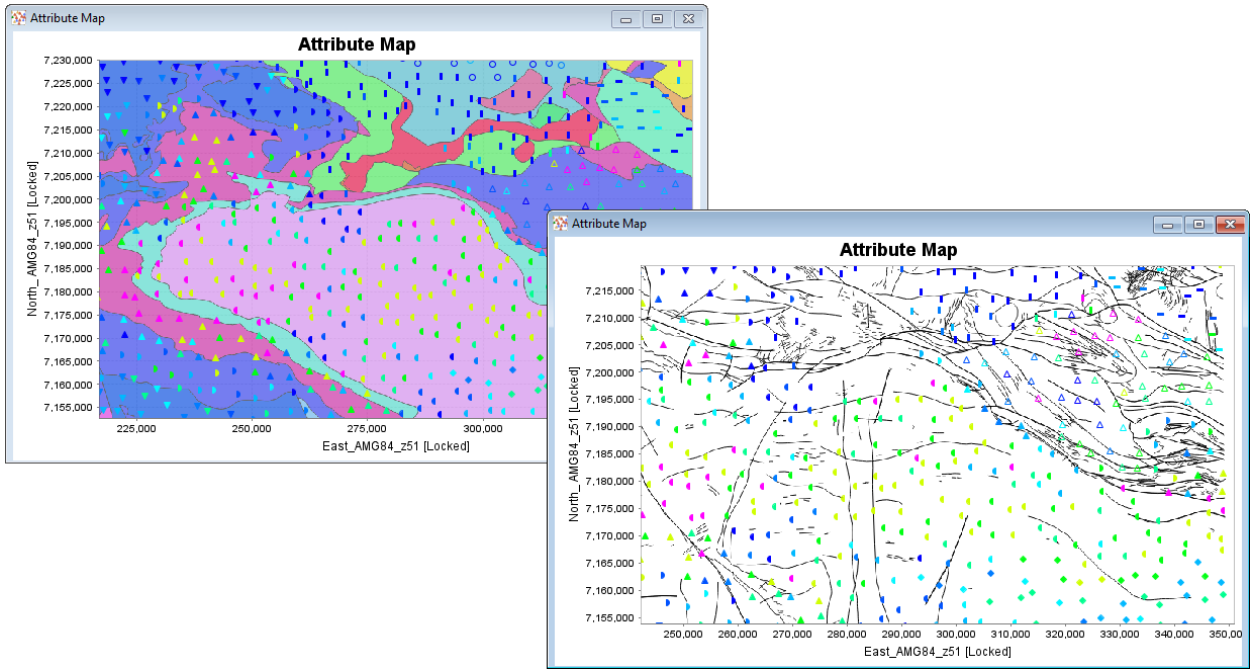 Attribute Map
Attribute Map
7,230,000
7,225,000
7,220,000
7,215,000
7,210,000
7,205,000
7,200,000
7,195,000
7,190,000
7,185,000
7,180,000
7,175,000
7,170,000
7,165,000
7,160,000
7,155,000
North_AMG84_z51 [Locked]
225,000 250,000 275,000 300,000
East_AMG84_z51 [Locked]
Attribute Map
Attribute Map
7,215,000
7,210,000
7,205,000
7,200,000
7,195,000
7,190,000
7,185,000
7,180,000
7,175,000
7,170,000
7,165,000
7,160,000
7,155,000
North_AMG84_z51 [Locked]
250,000 260,000 270,000 280,000 290,000 300,000 310,000 320,000 330,000 340,000 350,000
East_AMG84_z51 [Locked]